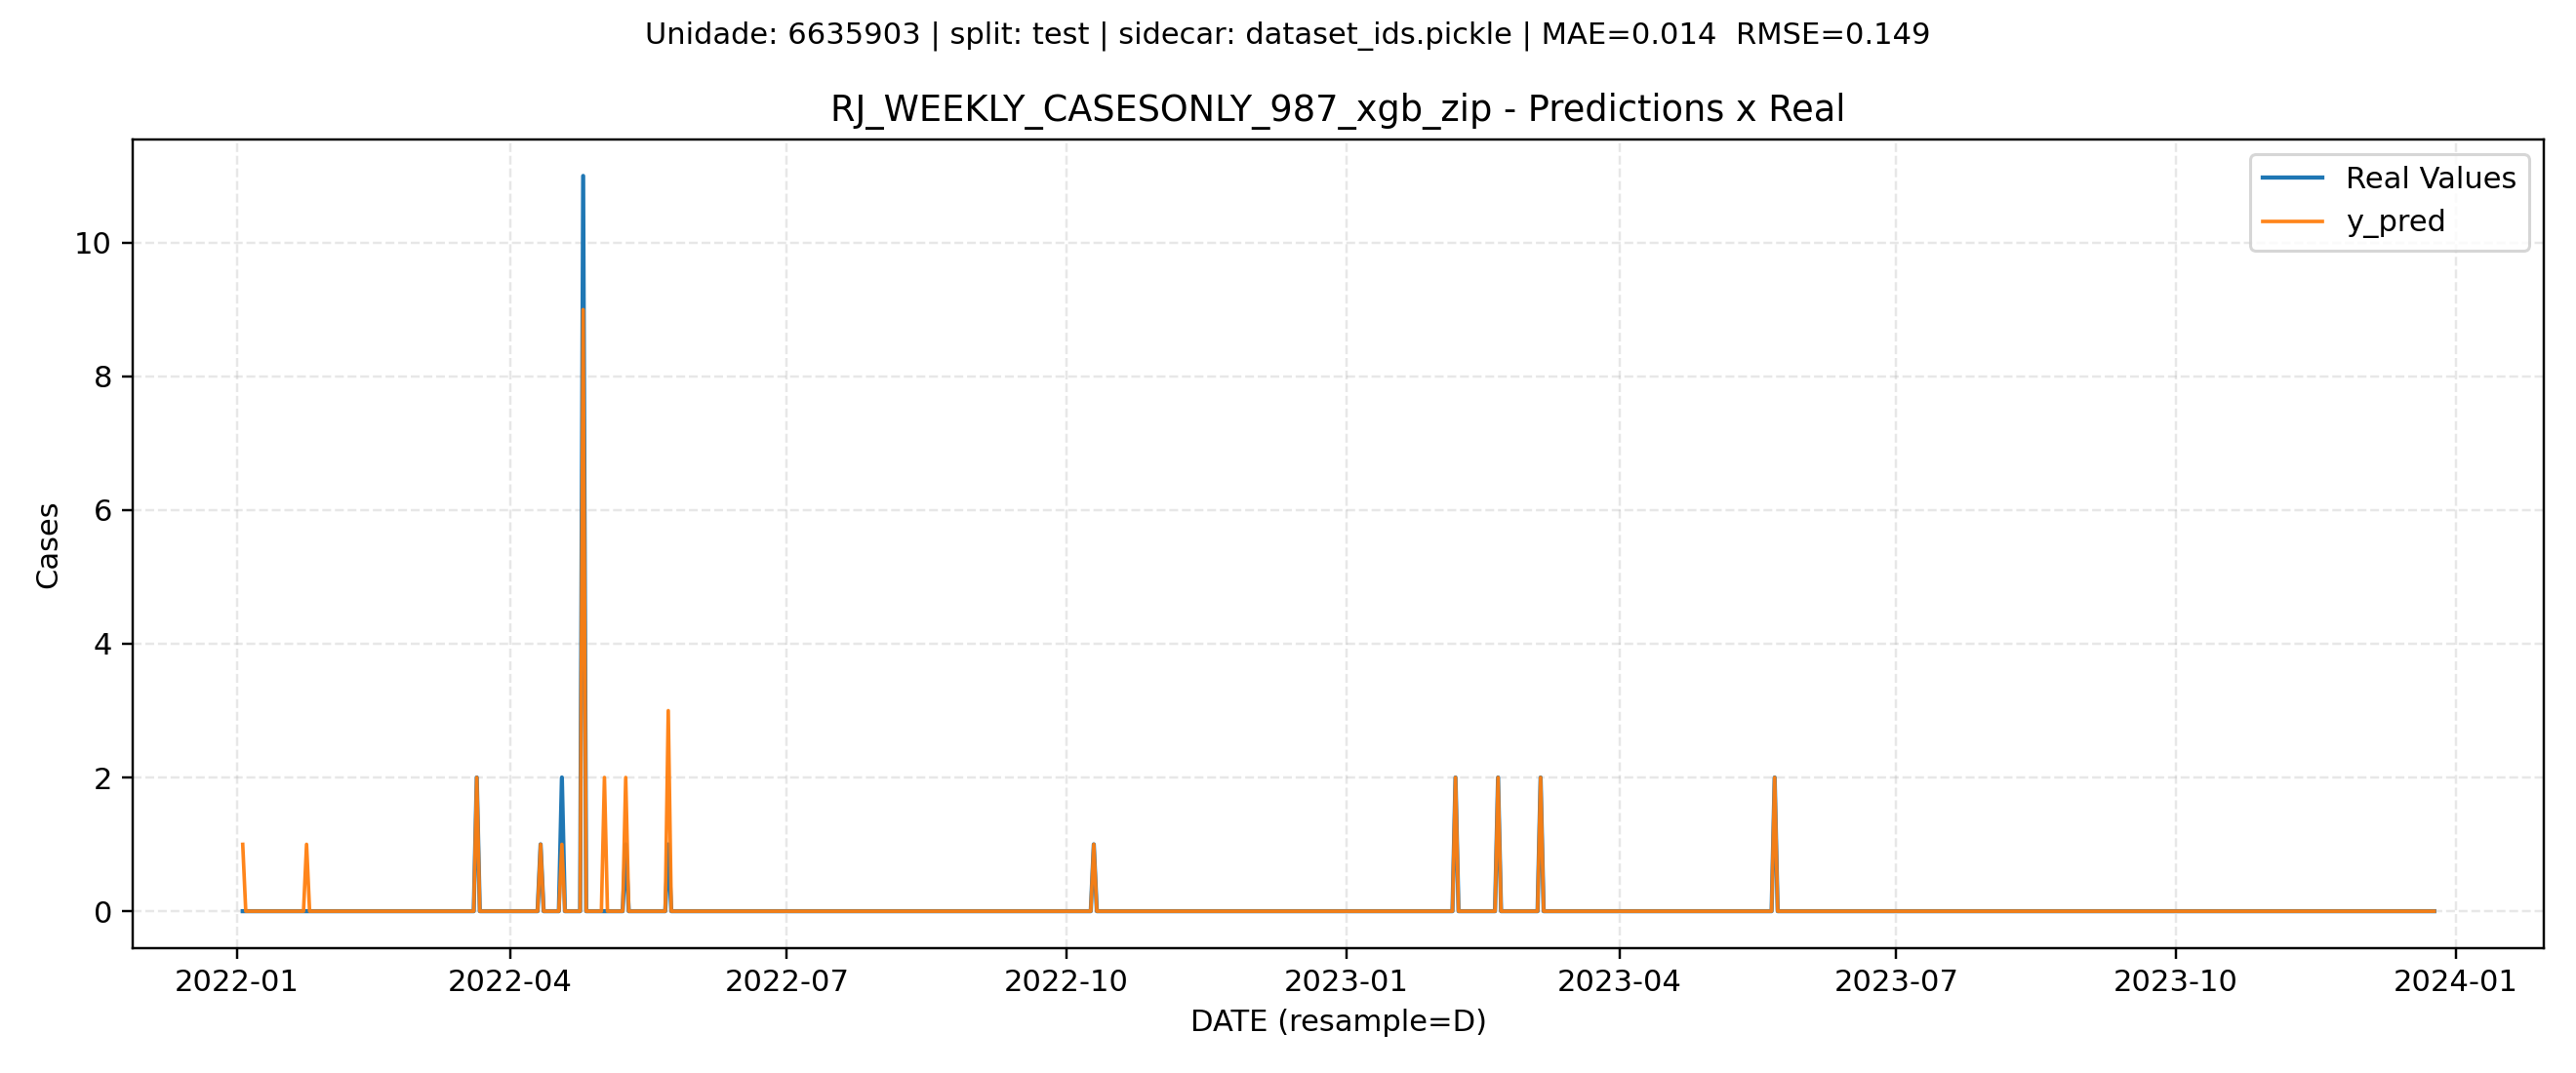 Unidade: 6635903 | split: test | sidecar: dataset_ids.pickle | MAE=0.014  RMSE=0.149
RJ_WEEKLY_CASESONLY_987_xgb_zip - Predictions x Real
Real Values
y_pred
10
8
6
4
2
0
Cases
2022-01
2022-04
2022-07
2022-10
2023-01
2023-04
2023-07
2023-10
2024-01
DATE (resample=D)